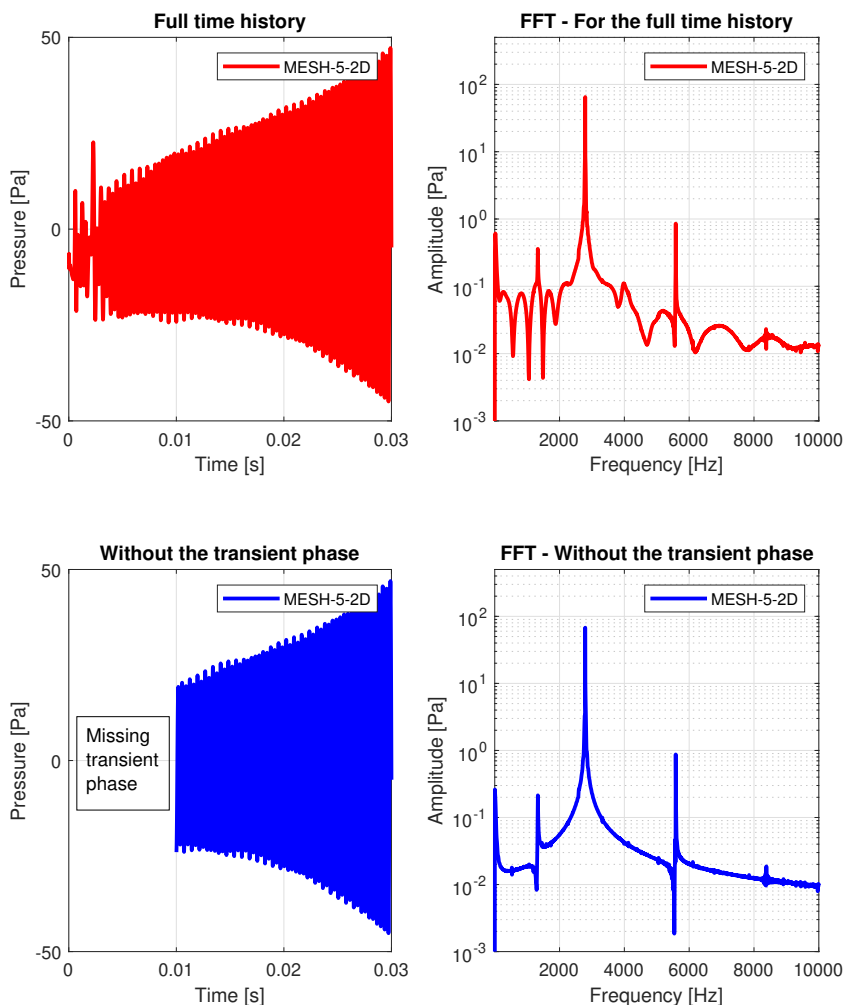 Full time history
MESH-5-2D
50
0
-50
Pressure [Pa]
0
0.01
0.02
0.03
Time [s]
FFT - For the full time history
MESH-5-2D
10^2
10^1
10^0
10^-1
10^-2
10^-3
Amplitude [Pa]
2000
4000
6000
8000
10000
Frequency [Hz]
Without the transient phase
MESH-5-2D
50
0
-50
Pressure [Pa]
Missing
transient
phase
0
0.01
0.02
0.03
Time [s]
FFT - Without the transient phase
MESH-5-2D
10^2
10^1
10^0
10^-1
10^-2
10^-3
Amplitude [Pa]
2000
4000
6000
8000
10000
Frequency [Hz]